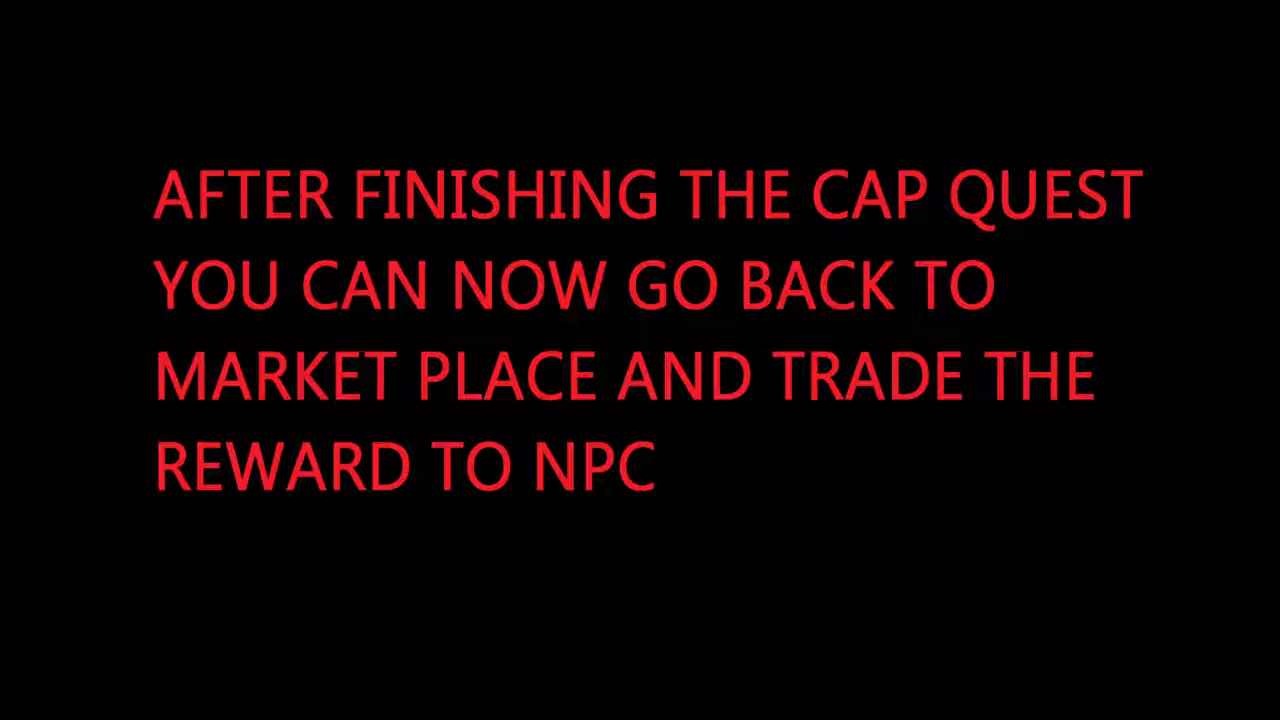 AFTER FINISHING THE CAP QUEST
YOU CAN NOW GO BACK TO
MARKET PLACE AND TRADE THE
REWARD TO NPC